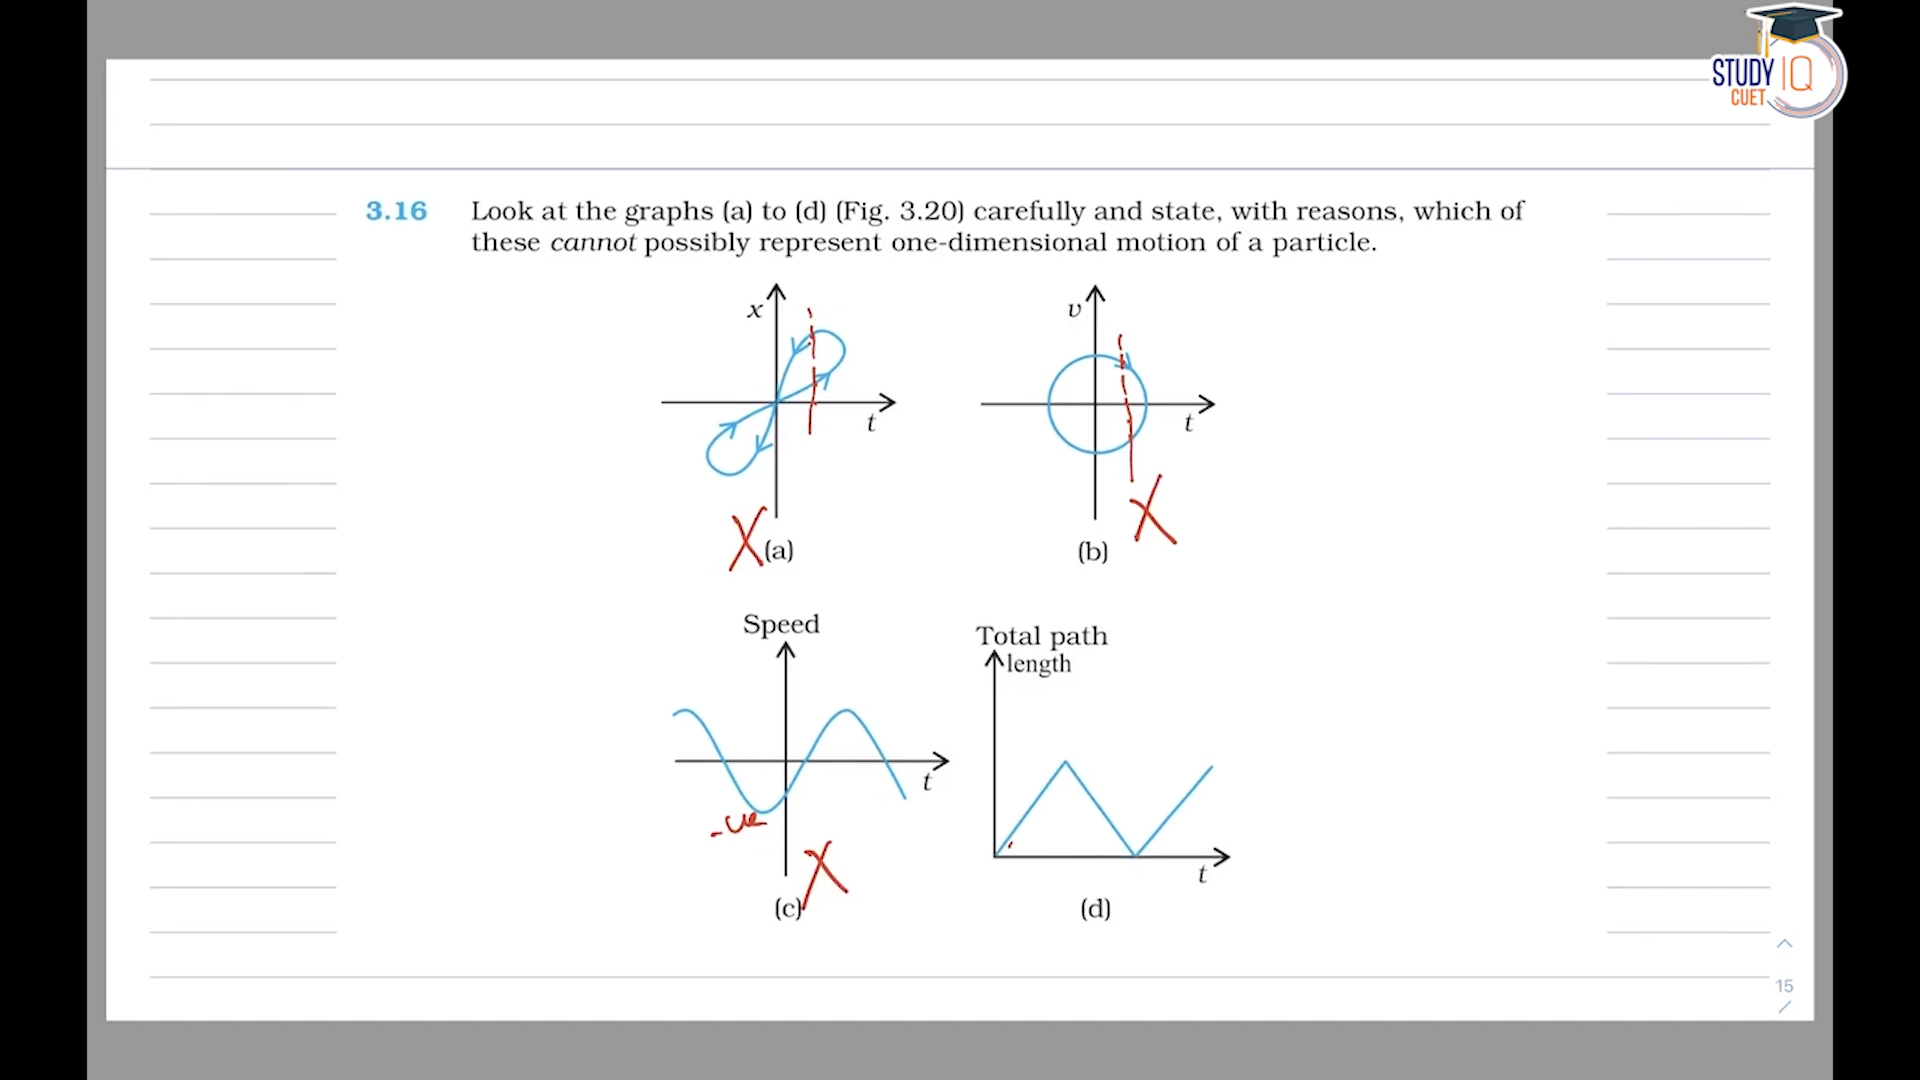 STUDY IQ
CUET
3.16 Look at the graphs (a) to (d) (Fig. 3.20) carefully and state, with reasons, which of
these cannot possibly represent one-dimensional motion of a particle.
x
t
X (a)
υ
t
(b) X
Speed
t
-ve
(c) X
Total path
length
t
(d)
15